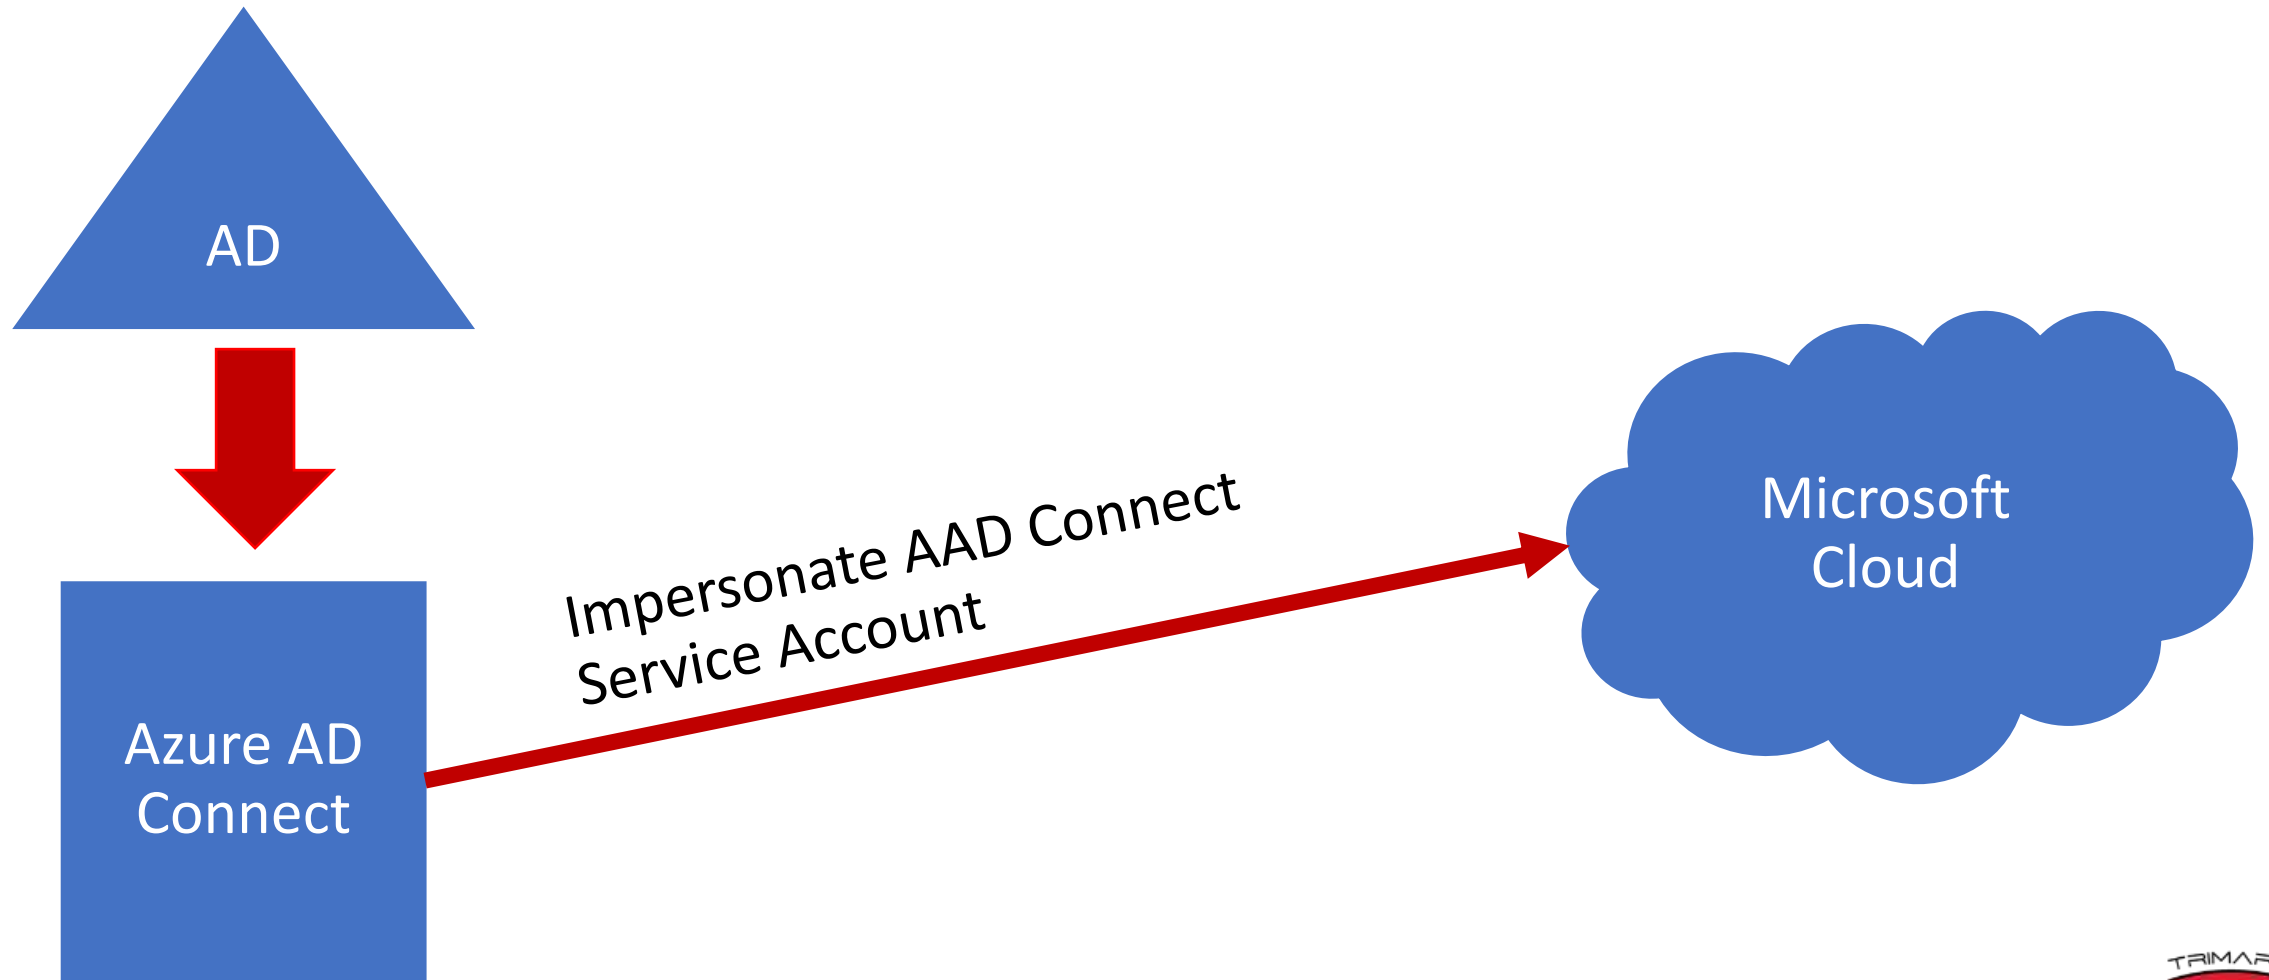 AD
Impersonate AAD Connect
Service Account
Microsoft
Cloud
Azure AD
Connect